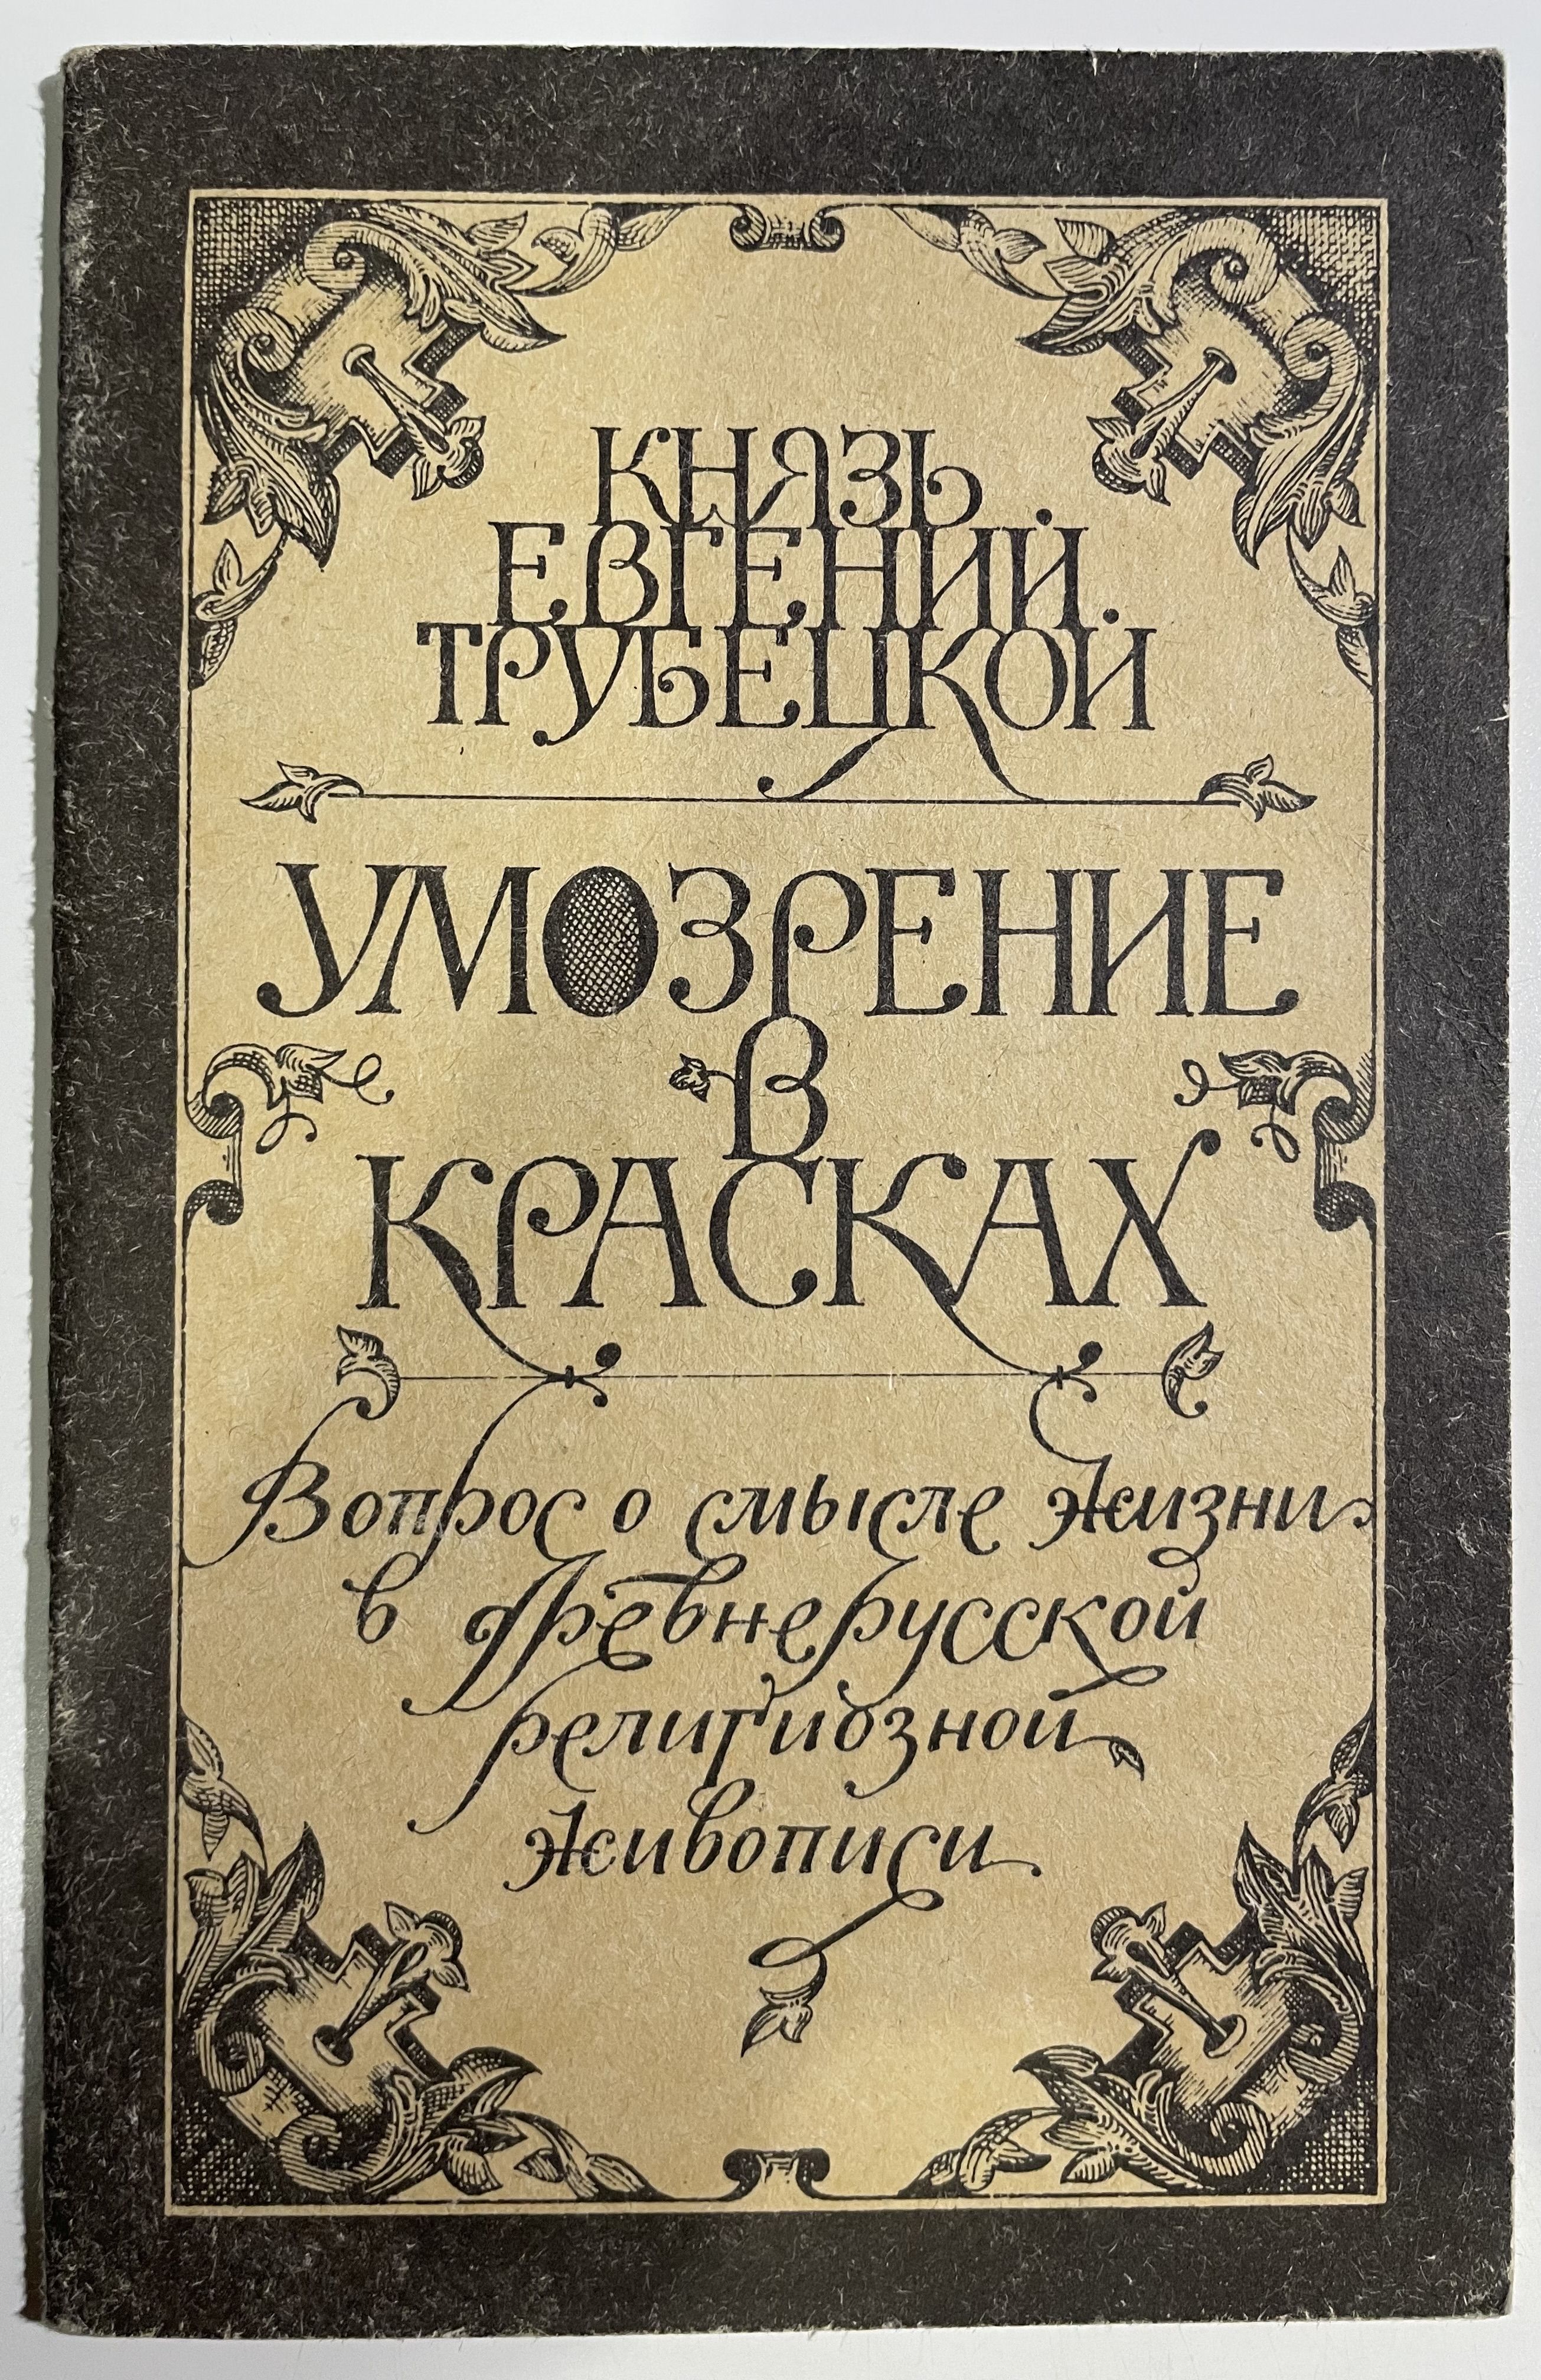 КНЯЗЬ
ЕВГЕНИЙ
ТРУБЕЦКОЙ
УМОЗРЕНИЕ
В
КРАСКАХ
Вопрос о смысле жизни
в Древнерусской
религиозной
живописи